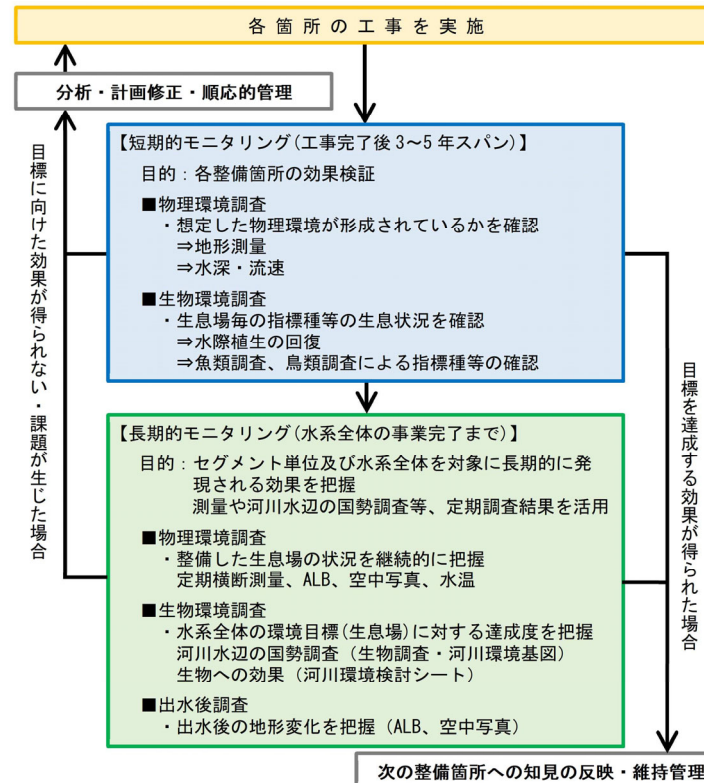 各箇所の工事を実施
分析・計画修正・順応的管理
目標に向けた効果が得られない・課題が生じた場合
【短期的モニタリング(工事完了後3~5年スパン)】
目的:各整備箇所の効果検証
■物理環境調査
・想定した物理環境が形成されているかを確認
⇒地形測量
⇒水深・流速
■生物環境調査
・生息場毎の指標種等の生息状況を確認
⇒水際植生の回復
⇒魚類調査、鳥類調査による指標種等の確認
【長期的モニタリング(水系全体の事業完了まで)】
目的:セグメント単位及び水系全体を対象に長期的に発
現される効果を把握
測量や河川水辺の国勢調査等、定期調査結果を活用
■物理環境調査
・整備した生息場の状況を継続的に把握
定期横断測量、ALB、空中写真、水温
■生物環境調査
・水系全体の環境目標(生息場)に対する達成度を把握
河川水辺の国勢調査(生物調査・河川環境基図)
生物への効果(河川環境検討シート)
■出水後調査
・出水後の地形変化を把握(ALB、空中写真)
目標を達成する効果が得られた場合
次の整備箇所への知見の反映・維持管理